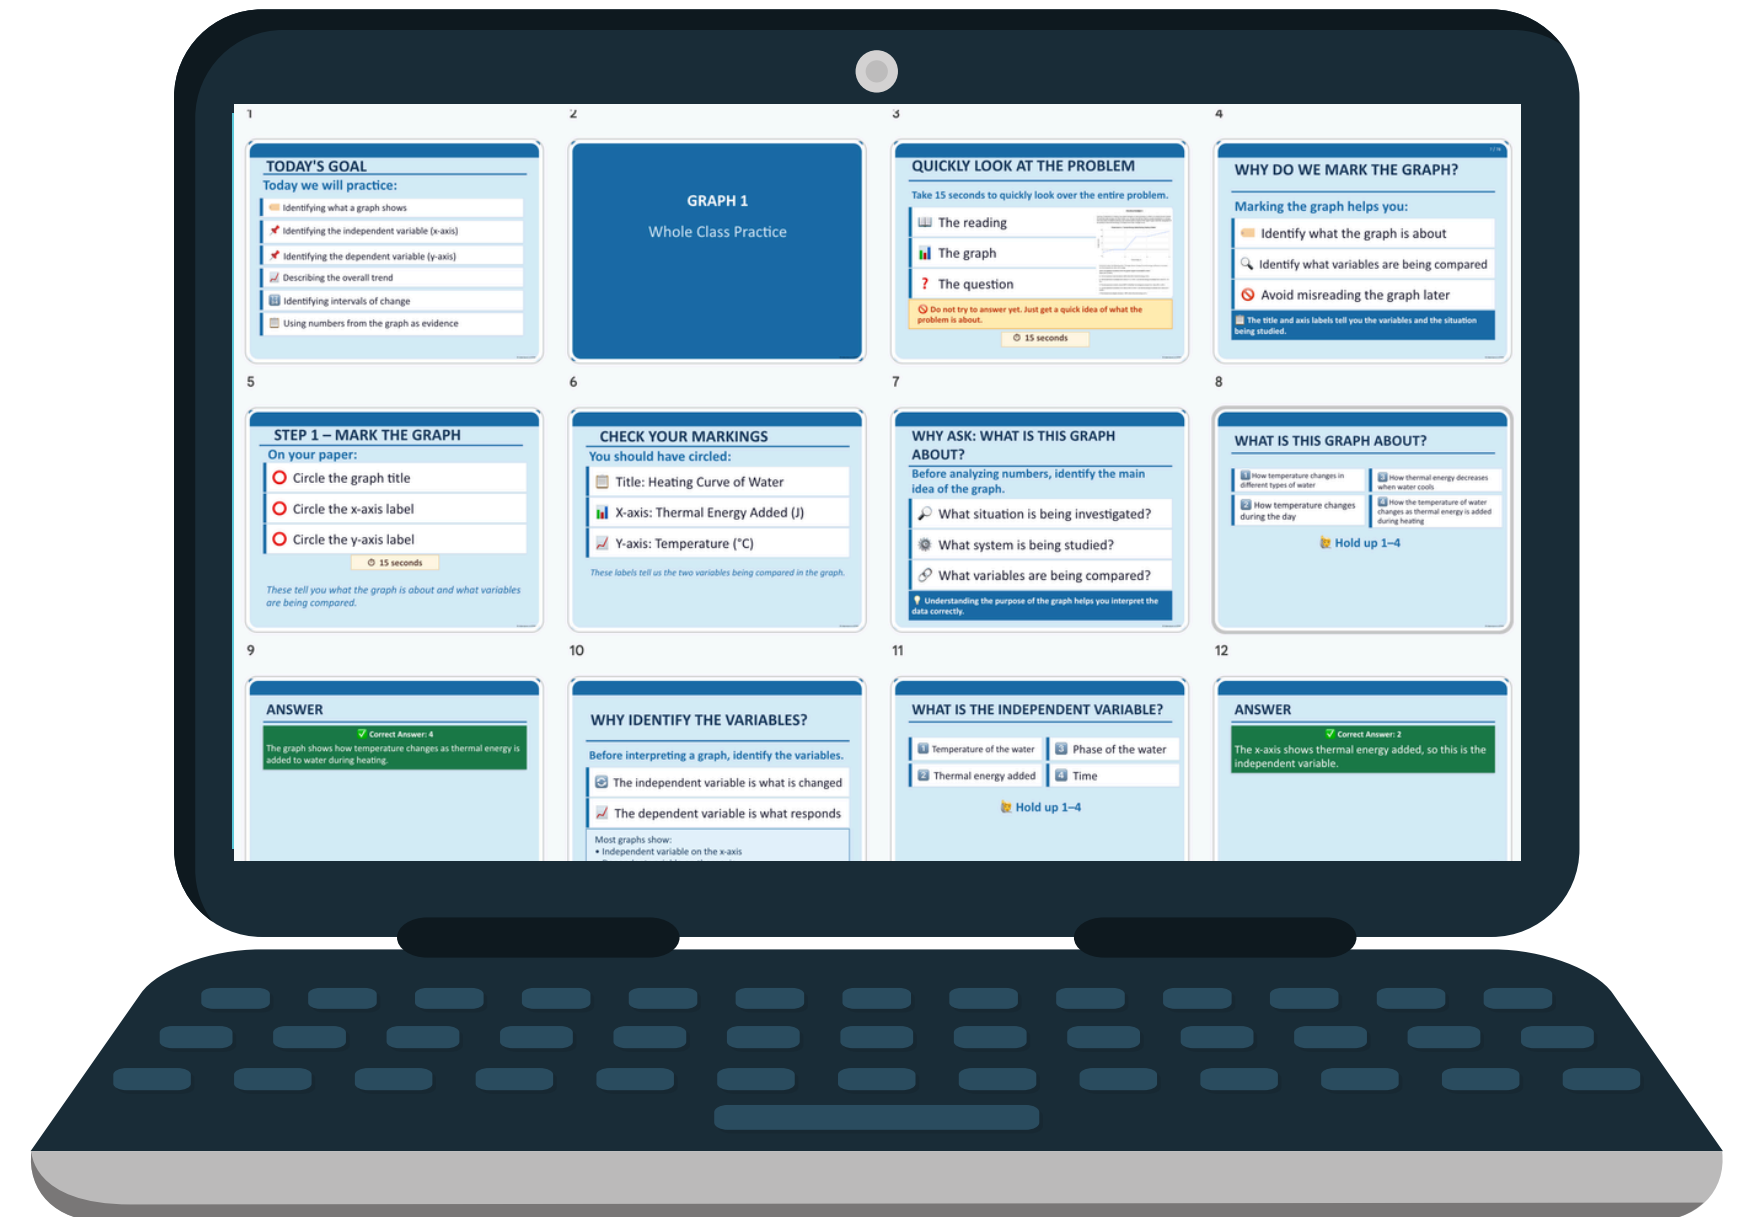 1
2
3
4
TODAY'S GOAL
Today we will practice:
Identifying what a graph shows
Identifying the independent variable (x-axis)
Identifying the dependent variable (y-axis)
Describing the overall trend
Identifying intervals of change
Using numbers from the graph as evidence
GRAPH 1
Whole Class Practice
QUICKLY LOOK AT THE PROBLEM
Take 15 seconds to quickly look over the entire problem.
The reading
The graph
The question
Do not try to answer yet. Just get a quick idea of what the
problem is about.
15 seconds
WHY DO WE MARK THE GRAPH?
Marking the graph helps you:
Identify what the graph is about
Identify what variables are being compared
Avoid misreading the graph later
The title and axis labels tell you the variables and the situation
being studied.
5
6
7
8
STEP 1 – MARK THE GRAPH
On your paper:
Circle the graph title
Circle the x-axis label
Circle the y-axis label
15 seconds
These tell you what the graph is about and what variables
are being compared.
CHECK YOUR MARKINGS
You should have circled:
Title: Heating Curve of Water
X-axis: Thermal Energy Added (J)
Y-axis: Temperature (°C)
These labels tell us the two variables being compared in the graph.
WHY ASK: WHAT IS THIS GRAPH
ABOUT?
Before analyzing numbers, identify the main
idea of the graph.
What situation is being investigated?
What system is being studied?
What variables are being compared?
Understanding the purpose of the graph helps you interpret the
data correctly.
WHAT IS THIS GRAPH ABOUT?
1 How temperature changes in
different types of water
3 How thermal energy decreases
when water cools
2 How temperature changes
during the day
4 How the temperature of water
changes as thermal energy is added
during heating
Hold up 1–4
9
10
11
12
ANSWER
Correct Answer: 4
The graph shows how temperature changes as thermal energy is
added to water during heating.
WHY IDENTIFY THE VARIABLES?
Before interpreting a graph, identify the variables.
The independent variable is what is changed
The dependent variable is what responds
Most graphs show:
• Independent variable on the x-axis
WHAT IS THE INDEPENDENT VARIABLE?
1 Temperature of the water
3 Phase of the water
2 Thermal energy added
4 Time
Hold up 1–4
ANSWER
Correct Answer: 2
The x-axis shows thermal energy added, so this is the
independent variable.